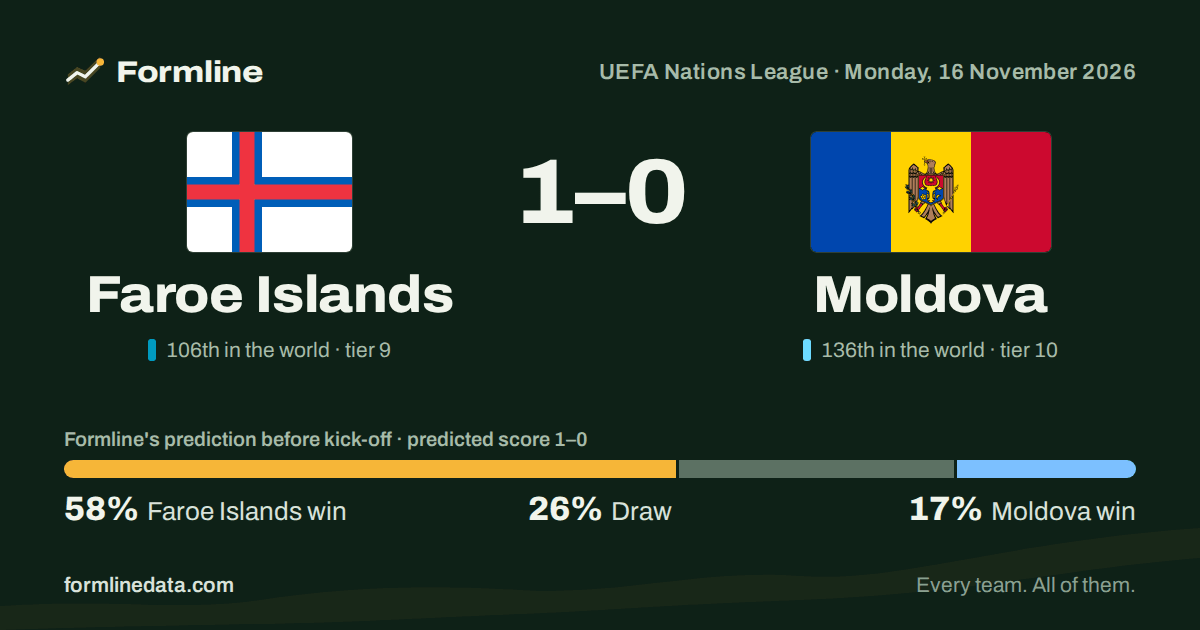 Formline
UEFA Nations League · Monday, 16 November 2026
1–0
Faroe Islands
Moldova
106th in the world · tier 9
136th in the world · tier 10
Formline's prediction before kick-off · predicted score 1–0
58% Faroe Islands win
26% Draw
17% Moldova win
formlinedata.com
Every team. All of them.